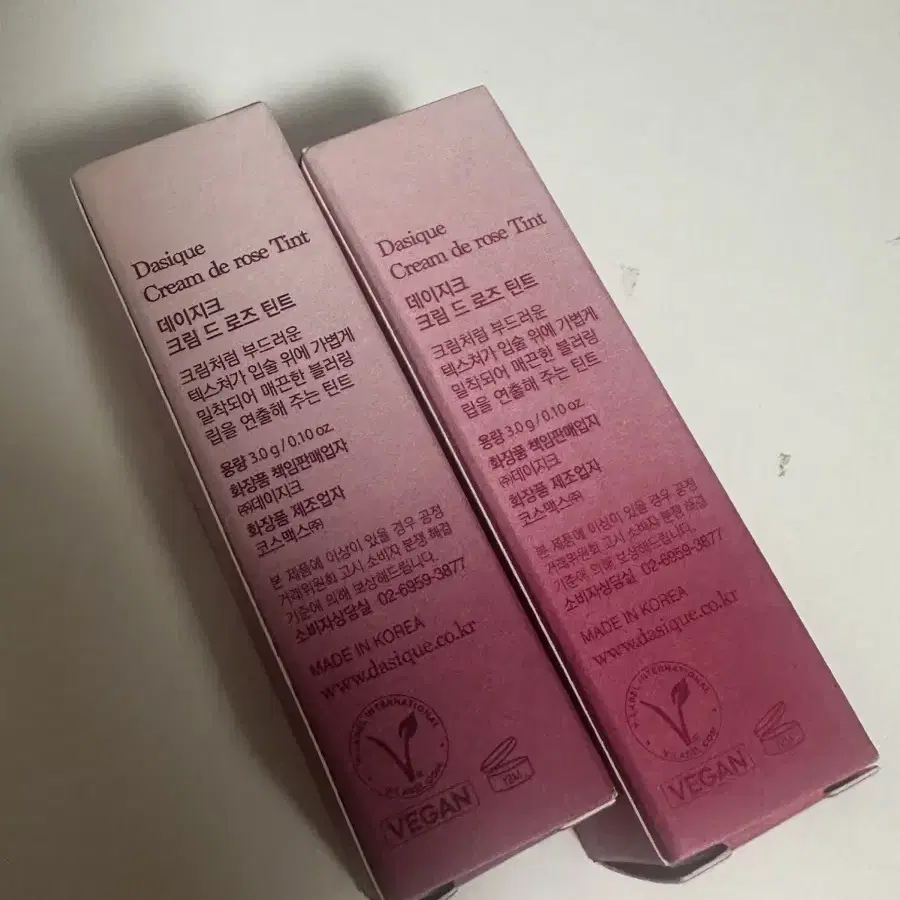 Dasique
Cream de rose Tint
데이지크
크림 드 로즈 틴트
크림처럼 부드러운
텍스쳐가 입술 위에 가볍게
밀착되어 매끈한 블러링
립을 연출해 주는 틴트
용량 3.0 g / 0.10 oz.
화장품 책임판매업자
㈜데이지크
화장품 제조업자
코스맥스㈜
본 제품에 이상이 있을 경우 공정
거래위원회 고시 소비자 분쟁 해결
기준에 의해 보상해드립니다.
소비자상담실 02-6959-3877
MADE IN KOREA
www.dasique.co.kr
V-LABEL INTERNATIONAL
V-LABEL.COM
VEGAN
12M
Dasique
Cream de rose Tint
데이지크
크림 드 로즈 틴트
크림처럼 부드러운
텍스쳐가 입술 위에 가볍게
밀착되어 매끈한 블러링
립을 연출해 주는 틴트
용량 3.0 g / 0.10 oz.
화장품 책임판매업자
㈜데이지크
화장품 제조업자
코스맥스㈜
본 제품에 이상이 있을 경우 공정
거래위원회 고시 소비자 분쟁 해결
기준에 의해 보상해드립니다.
소비자상담실 02-6959-3877
MADE IN KOREA
www.dasique.co.kr
V-LABEL INTERNATIONAL
V-LABEL.COM
VEGAN
12M